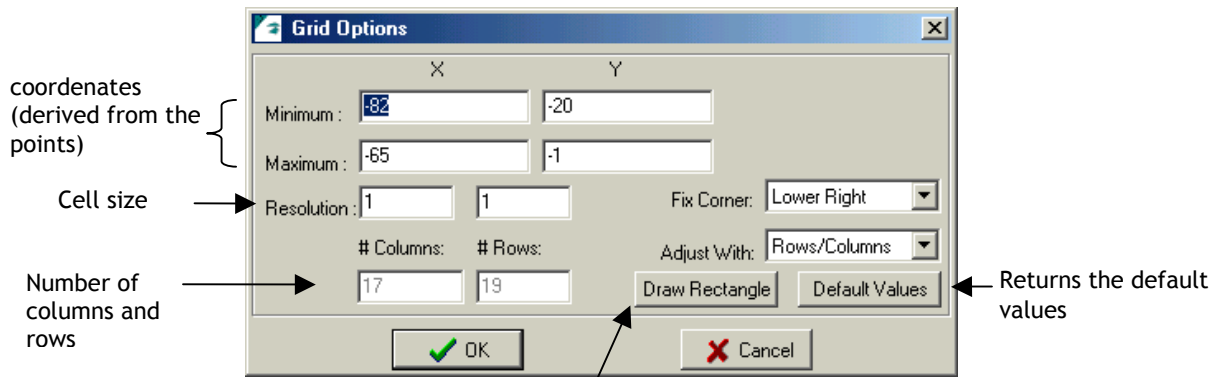 Grid Options
X Y
coordenates
(derived from the
points)
Minimum : -82 -20
Maximum : -65 -1
Cell size
Resolution : 1 1
Fix Corner: Lower Right
# Columns: # Rows:
Adjust With: Rows/Columns
Number of
columns and
rows
17 19
Draw Rectangle Default Values
Returns the default
values
OK Cancel